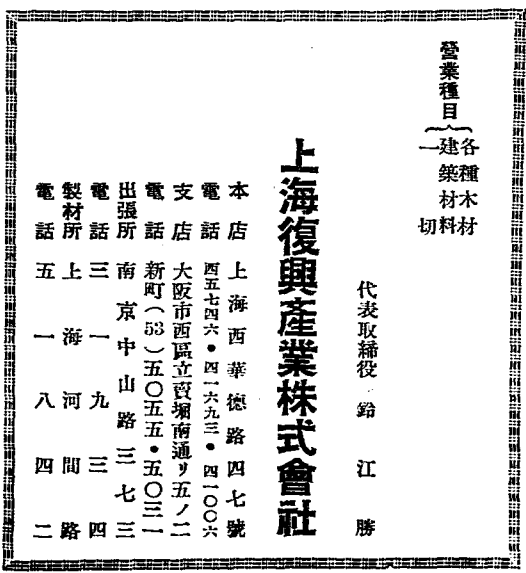 營業種目
各種木材
建築材料
一切
代表取締役 鈴江勝
上海復興產業株式會社
本店 上海西華德路四七號
電話 四五七四六・四一六九三・四一〇〇六
支店 大阪市西區立賣堀南通リ五ノ二
電話 新町(53)五〇五五・五〇三一
出張所 南京中山路三七三
電話 三一九三四
製材所 上海河間路
電話 五一八四二